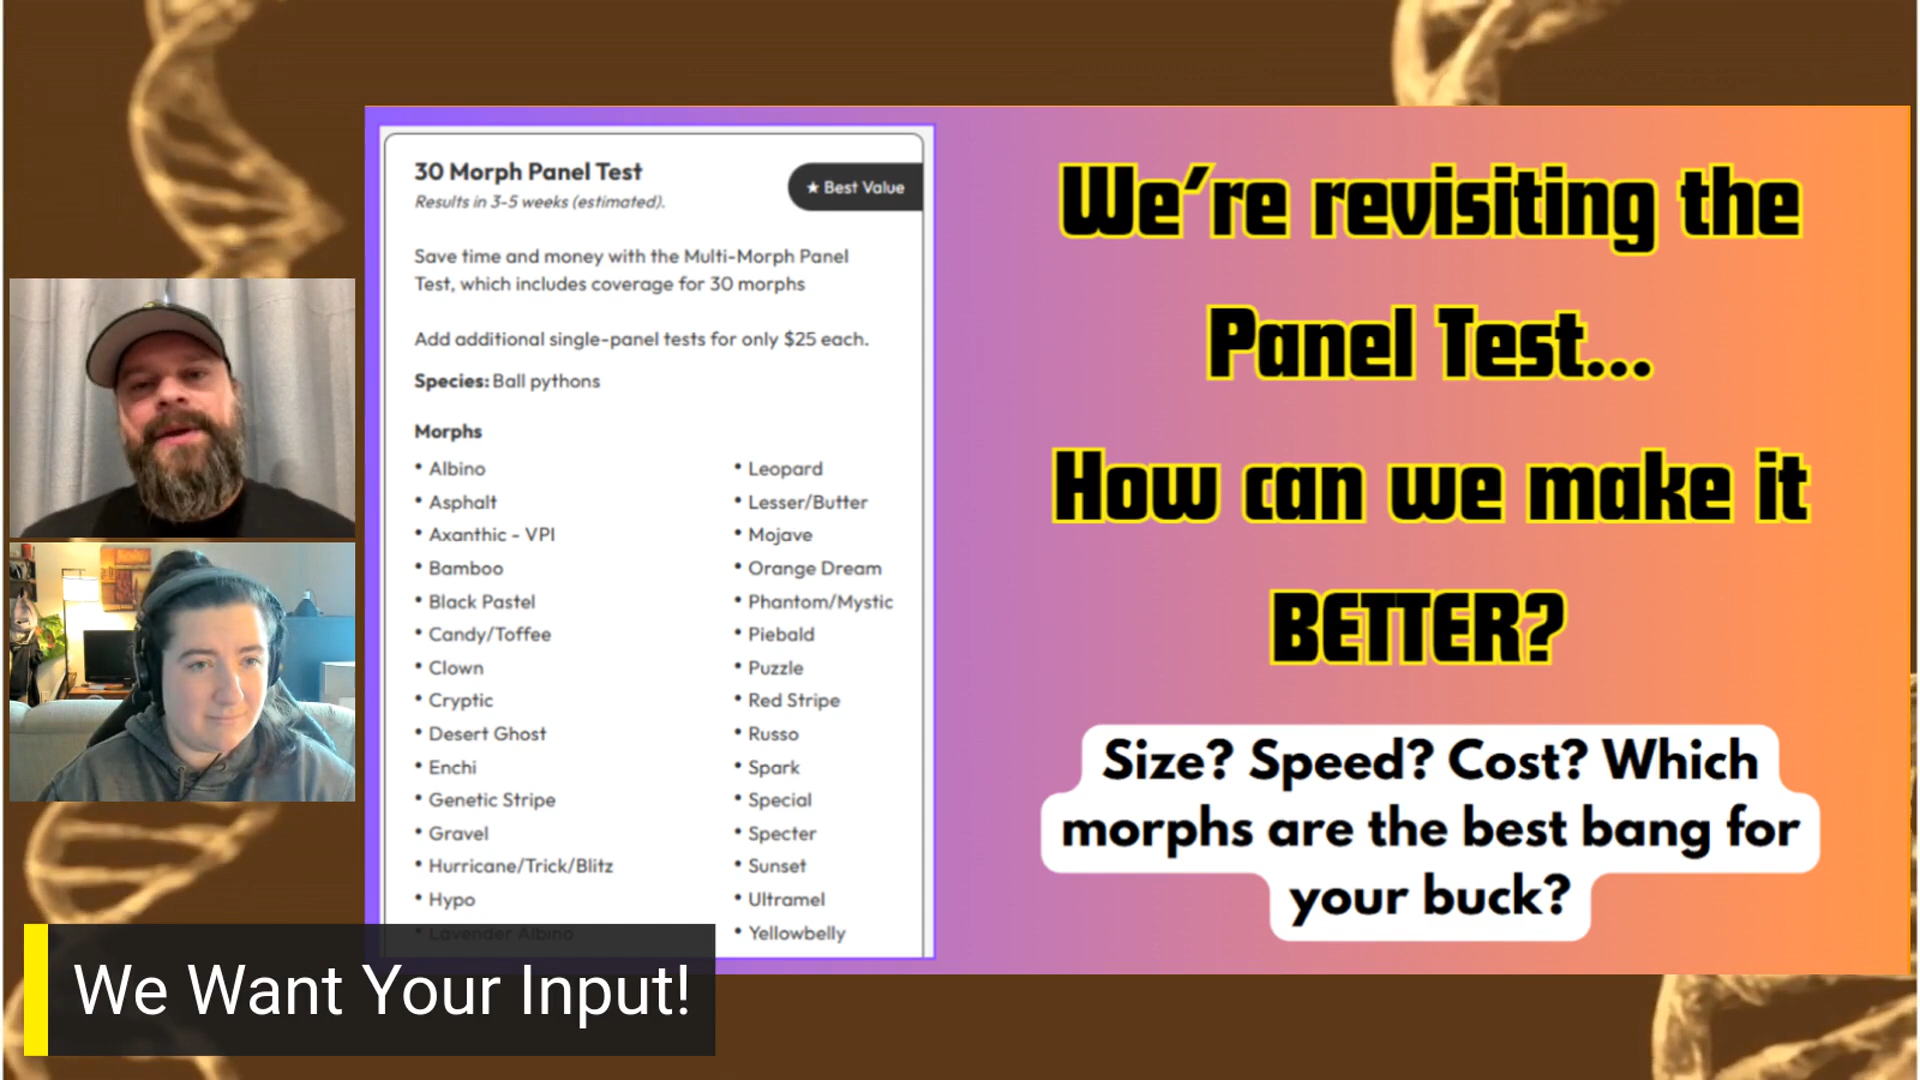 30 Morph Panel Test
★ Best Value
Results in 3-5 weeks (estimated).
Save time and money with the Multi-Morph Panel
Test, which includes coverage for 30 morphs
Add additional single-panel tests for only $25 each.
Species: Ball pythons
Morphs
• Albino
• Asphalt
• Axanthic - VPI
• Bamboo
• Black Pastel
• Candy/Toffee
• Clown
• Cryptic
• Desert Ghost
• Enchi
• Genetic Stripe
• Gravel
• Hurricane/Trick/Blitz
• Hypo
• Lavender Albino
• Leopard
• Lesser/Butter
• Mojave
• Orange Dream
• Phantom/Mystic
• Piebald
• Puzzle
• Red Stripe
• Russo
• Spark
• Special
• Specter
• Sunset
• Ultramel
• Yellowbelly
We're revisiting the
Panel Test...
How can we make it
BETTER?
Size? Speed? Cost? Which
morphs are the best bang for
your buck?
We Want Your Input!